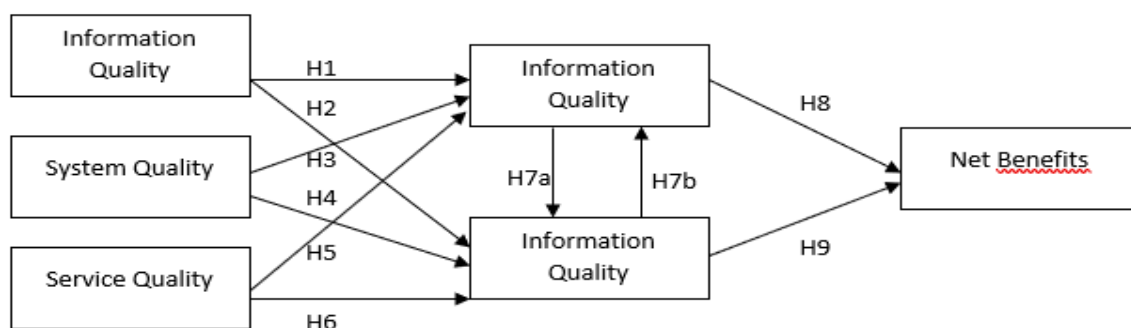 Information
Quality
System Quality
Service Quality
H1
H2
H3
H4
H5
H6
Information
Quality
H7a
H7b
Information
Quality
H8
H9
Net Benefits